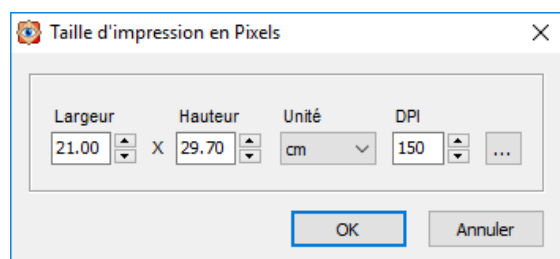 Taille d'impression en Pixels
Largeur Hauteur Unité DPI
21.00 X 29.70 cm 150 ...
OK Annuler